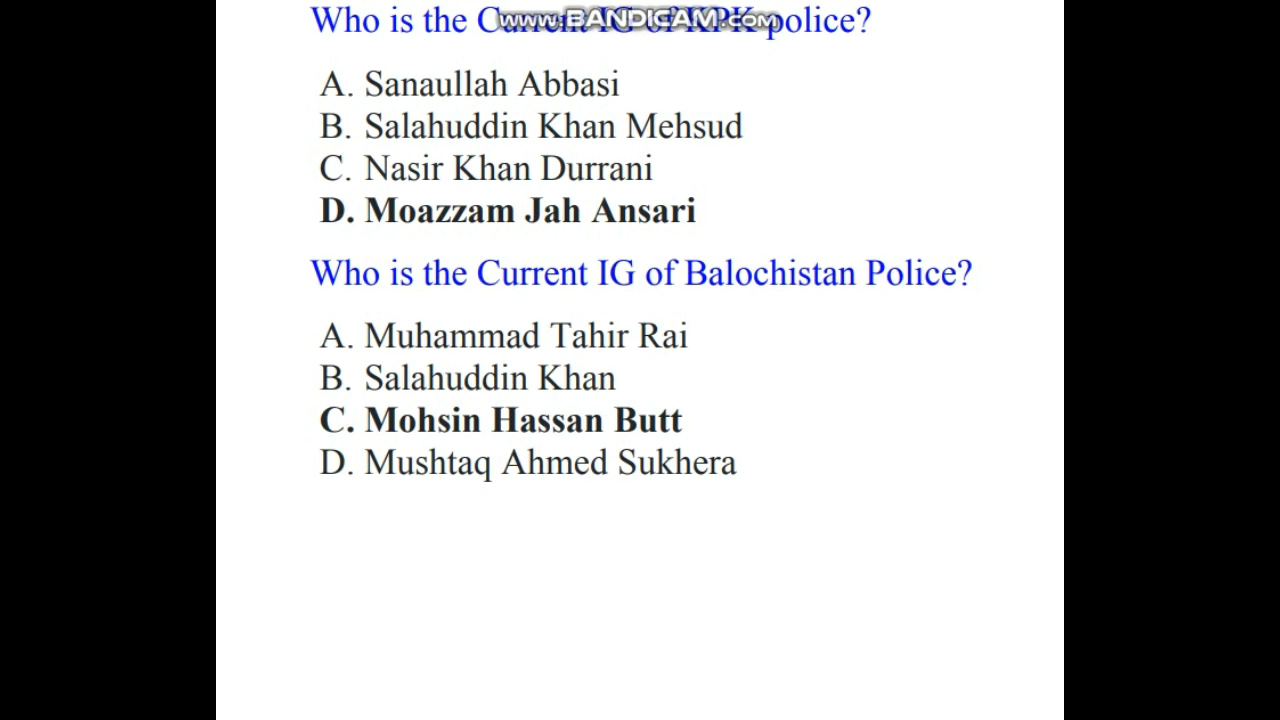 Who is the Current IG of KPK police?
www.BANDICAM.com
A. Sanaullah Abbasi
B. Salahuddin Khan Mehsud
C. Nasir Khan Durrani
D. Moazzam Jah Ansari
Who is the Current IG of Balochistan Police?
A. Muhammad Tahir Rai
B. Salahuddin Khan
C. Mohsin Hassan Butt
D. Mushtaq Ahmed Sukhera